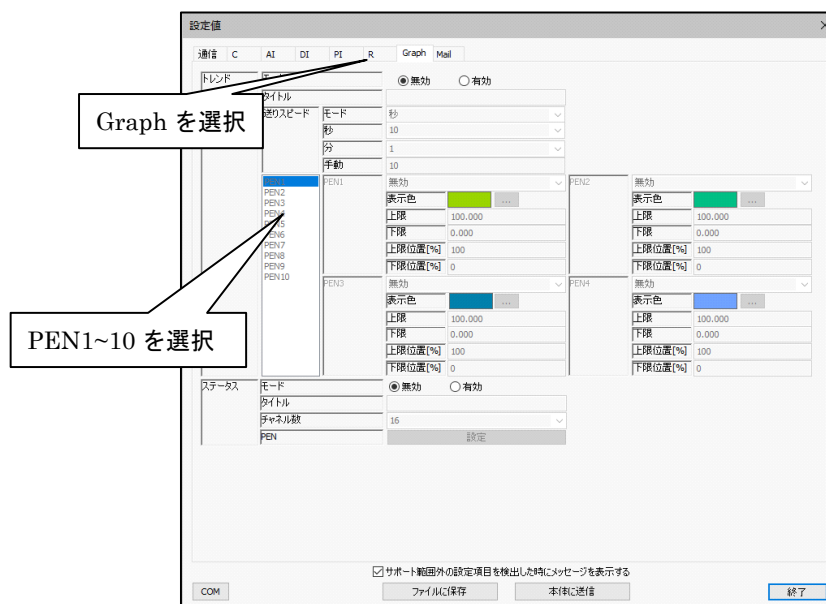 設定値
通信 C AI DI PI R Graph Mail
トレンド 無効 有効
タイトル
Graph を選択
送りスピード モード 秒
秒 10
分 1
手動 10
PEN1 無効 PEN2 無効
PEN2
PEN3
PEN5
PEN6
PEN7
PEN8
PEN9
PEN10
表示色 ... 表示色 ...
上限 100.000 上限 100.000
下限 0.000 下限 0.000
上限位置[%] 100 上限位置[%] 100
下限位置[%] 0 下限位置[%] 0
PEN3 無効 PEN4 無効
表示色 ... 表示色 ...
上限 100.000 上限 100.000
下限 0.000 下限 0.000
上限位置[%] 100 上限位置[%] 100
下限位置[%] 0 下限位置[%] 0
PEN1~10 を選択
ステータス モード 無効 有効
タイトル
チャネル数 16
PEN 設定
サポート範囲外の設定項目を検出した時にメッセージを表示する
COM ファイルに保存 本体に送信 終了